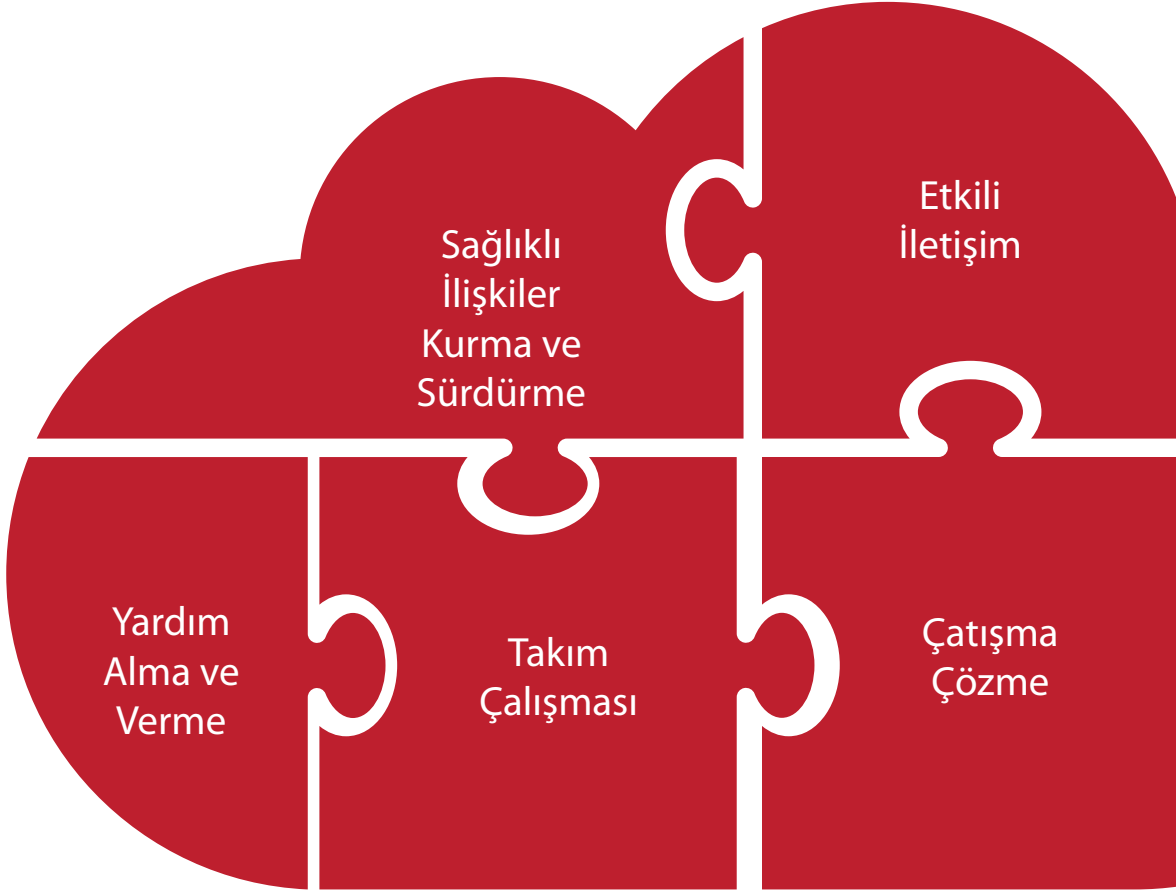 Sağlıklı
İlişkiler
Kurma ve
Sürdürme
Etkili
İletişim
Yardım
Alma ve
Verme
Takım
Çalışması
Çatışma
Çözme